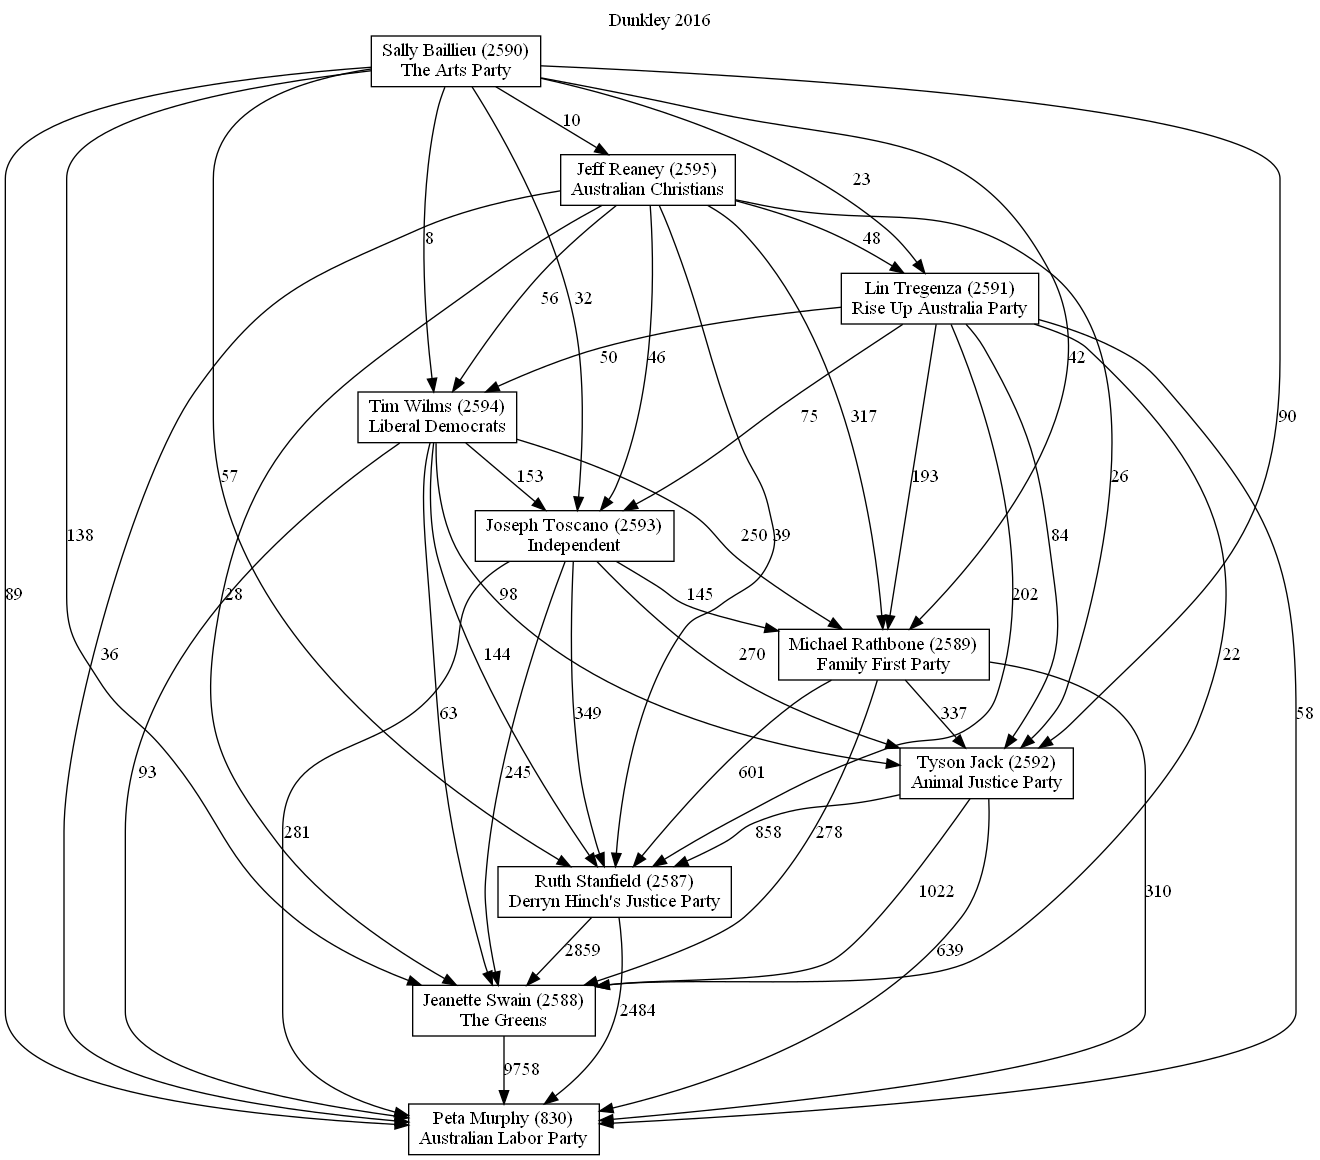 Dunkley 2016
Sally Baillieu (2590)
The Arts Party
10
Jeff Reaney (2595)
Australian Christians
23
8
48
Lin Tregenza (2591)
Rise Up Australia Party
56
32
50
46
42
Tim Wilms (2594)
Liberal Democrats
75
317
90
57
153
193
26
Joseph Toscano (2593)
Independent
138
250
39
84
89
28
98
145
202
Michael Rathbone (2589)
Family First Party
36
144
270
22
63
349
337
58
Tyson Jack (2592)
Animal Justice Party
93
245
601
281
858
278
Ruth Stanfield (2587)
Derryn Hinch's Justice Party
1022
310
2859
639
Jeanette Swain (2588)
The Greens
2484
9758
Peta Murphy (830)
Australian Labor Party